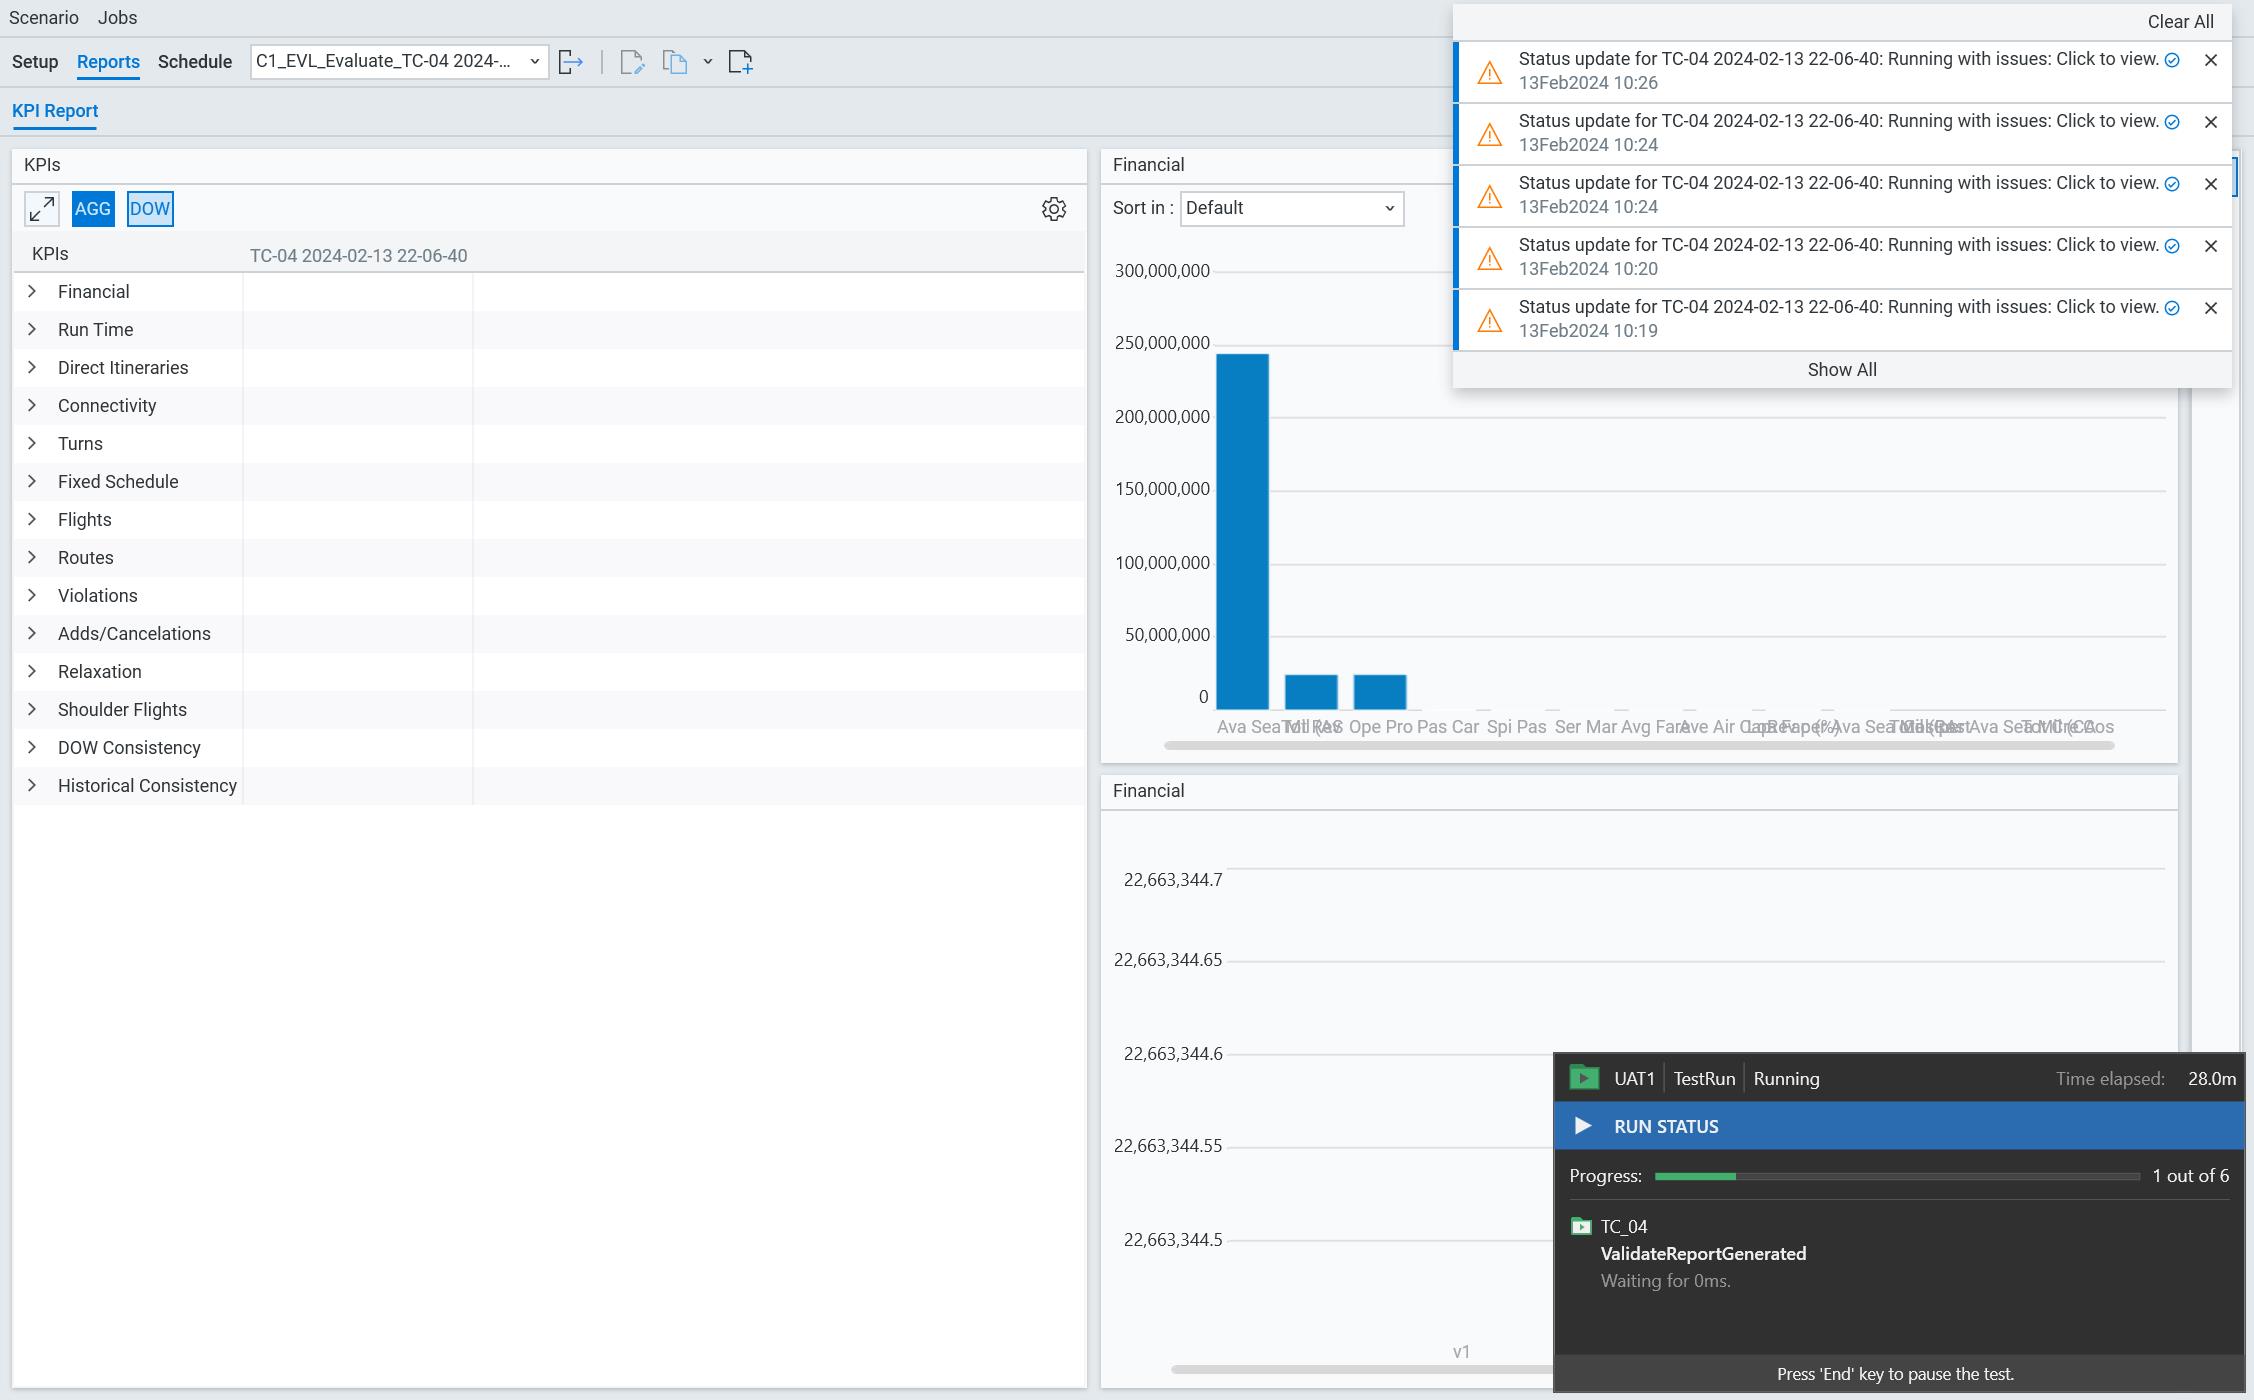 Scenario Jobs
Setup Reports Schedule C1_EVL_Evaluate_TC-04 2024-...
KPI Report
KPIs
AGG DOW
KPIs TC-04 2024-02-13 22-06-40
Financial
Run Time
Direct Itineraries
Connectivity
Turns
Fixed Schedule
Flights
Routes
Violations
Adds/Cancelations
Relaxation
Shoulder Flights
DOW Consistency
Historical Consistency
Financial
Sort in : Default
300,000,000
250,000,000
200,000,000
150,000,000
100,000,000
50,000,000
0
Ava Sea Mil (AS Tot Rev Ope Pro Pas Car Spi Pas Ser Mar Avg Fare Ave Air
Financial
22,663,344.7
22,663,344.65
22,663,344.6
22,663,344.55
22,663,344.5
v1
Clear All
Status update for TC-04 2024-02-13 22-06-40: Running with issues: Click to view.
13Feb2024 10:26
Status update for TC-04 2024-02-13 22-06-40: Running with issues: Click to view.
13Feb2024 10:24
Status update for TC-04 2024-02-13 22-06-40: Running with issues: Click to view.
13Feb2024 10:24
Status update for TC-04 2024-02-13 22-06-40: Running with issues: Click to view.
13Feb2024 10:20
Status update for TC-04 2024-02-13 22-06-40: Running with issues: Click to view.
13Feb2024 10:19
Show All
UAT1 TestRun Running Time elapsed: 28.0m
RUN STATUS
Progress: 1 out of 6
TC_04
ValidateReportGenerated
Waiting for 0ms.
Press 'End' key to pause the test.